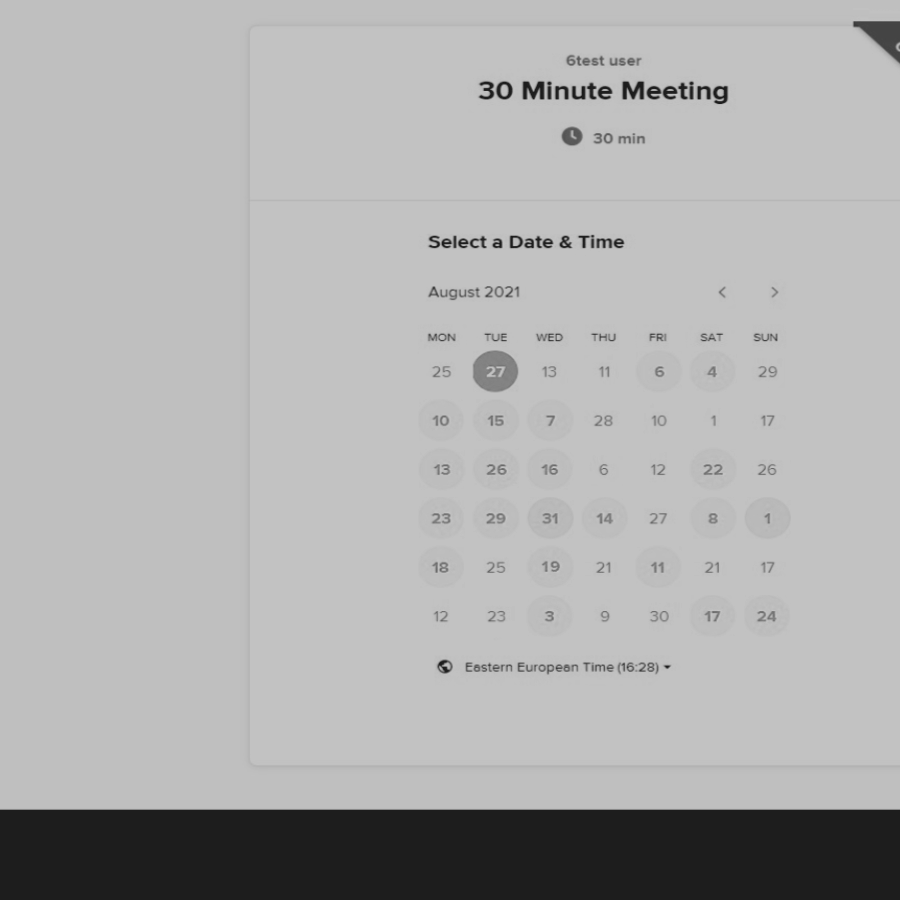 6test user
30 Minute Meeting
30 min
Select a Date & Time
August 2021
MON TUE WED THU FRI SAT SUN
25 27 13 11 6 4 29
10 15 7 28 10 1 17
13 26 16 6 12 22 26
23 29 31 14 27 8 1
18 25 19 21 11 21 17
12 23 3 9 30 17 24
Eastern European Time (16:28)